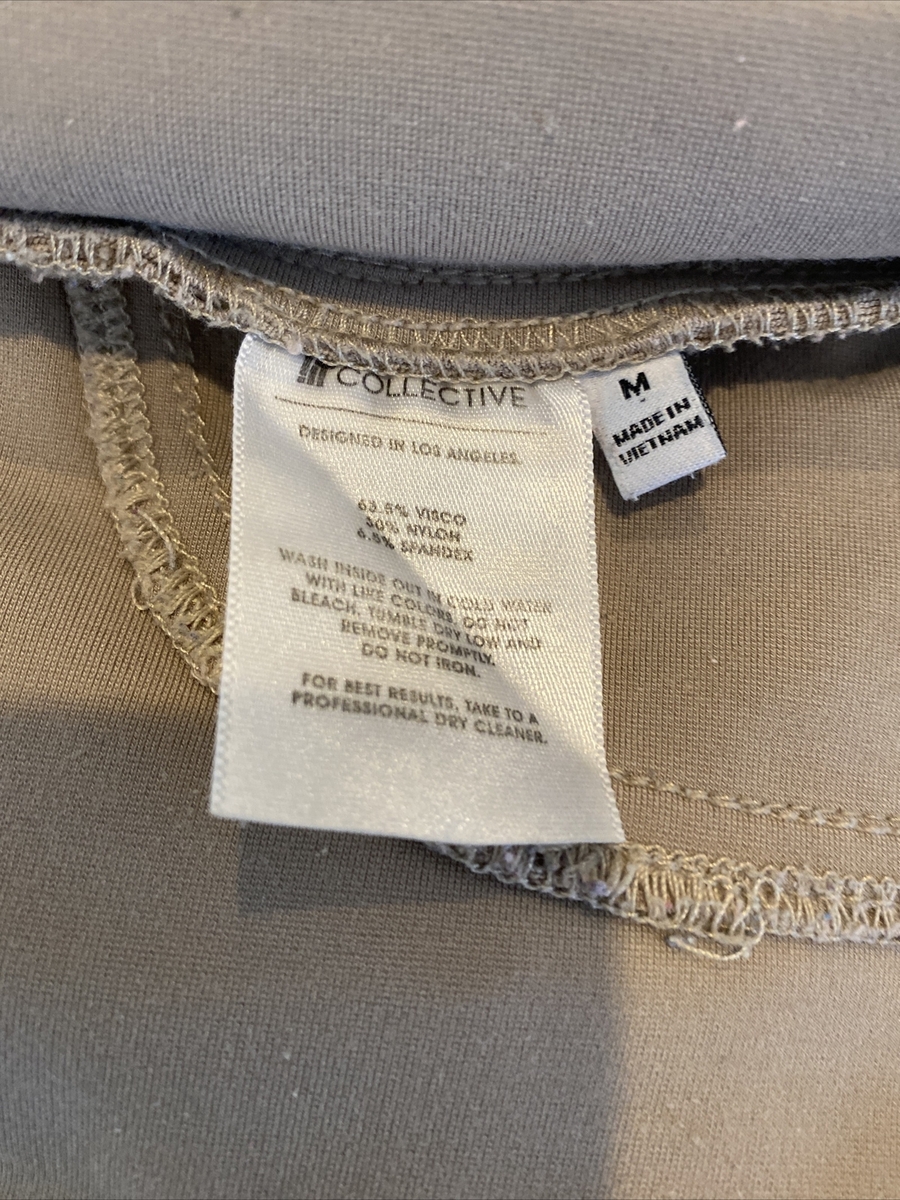 COLLECTIVE
DESIGNED IN LOS ANGELES.
63.5% VISCO
30% NYLON
6.5% SPANDEX
WASH INSIDE OUT IN COLD WATER
WITH LIKE COLORS. DO NOT
BLEACH. TUMBLE DRY LOW AND
REMOVE PROMPTLY.
DO NOT IRON.
FOR BEST RESULTS, TAKE TO A
PROFESSIONAL DRY CLEANER.
M
MADE IN
VIETNAM